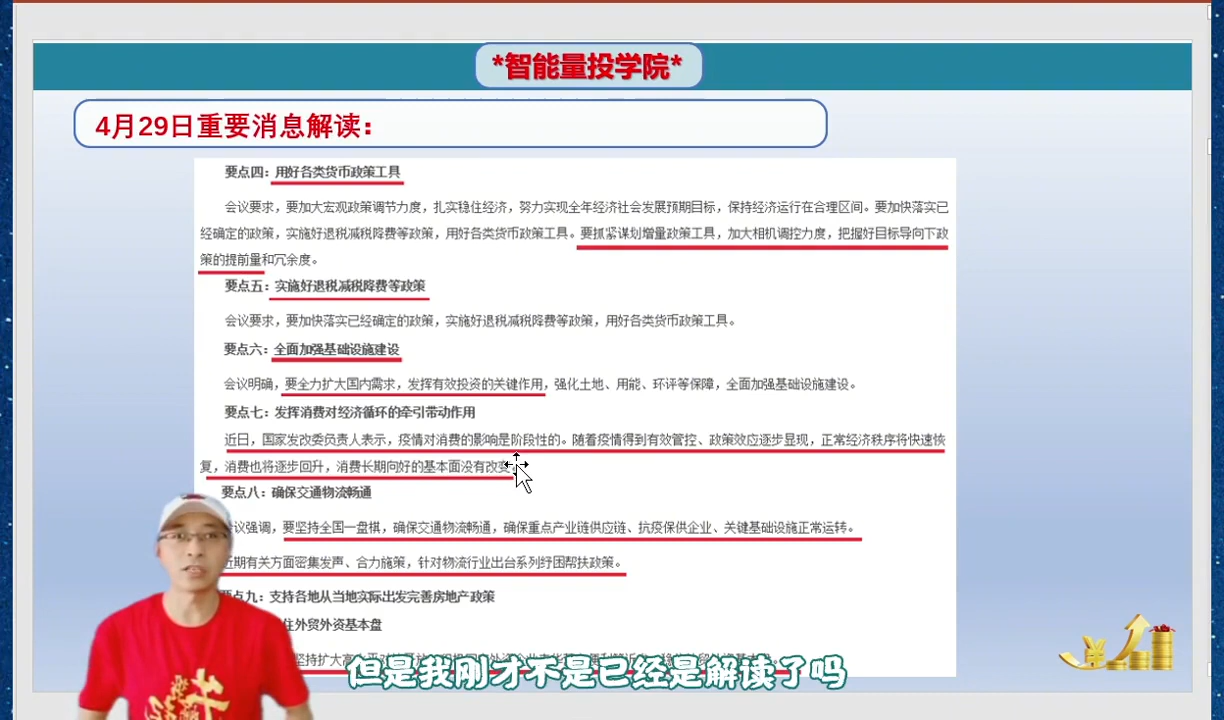 *智能量投学院*
4月29日重要消息解读：
要点四：用好各类货币政策工具
会议要求，要加大宏观政策调节力度，扎实稳住经济，努力实现全年经济社会发展预期目标，保持经济运行在合理区间。要加快落实已
经确定的政策，实施好退税减税降费等政策，用好各类货币政策工具。要抓紧谋划增量政策工具，加大相机调控力度，把握好目标导向下政
策的提前量和冗余度。
要点五：实施好退税减税降费等政策
会议要求，要加快落实已经确定的政策，实施好退税减税降费等政策，用好各类货币政策工具。
要点六：全面加强基础设施建设
会议明确，要全力扩大国内需求，发挥有效投资的关键作用，强化土地、用能、环评等保障，全面加强基础设施建设。
要点七：发挥消费对经济循环的牵引带动作用
近日，国家发改委负责人表示，疫情对消费的影响是阶段性的。随着疫情得到有效管控、政策效应逐步显现，正常经济秩序将快速恢
复，消费也将逐步回升，消费长期向好的基本面没有改变。
要点八：确保交通物流畅通
议强调，要坚持全国一盘棋，确保交通物流畅通，确保重点产业链供应链、抗疫保供企业、关键基础设施正常运转。
近期有关方面密集发声、合力施策，针对物流行业出台系列纾困帮扶政策。
点九：支持各地从当地实际出发完善房地产政策
住外贸外资基本盘
坚持扩大高
但是我刚才不是已经是解读了吗